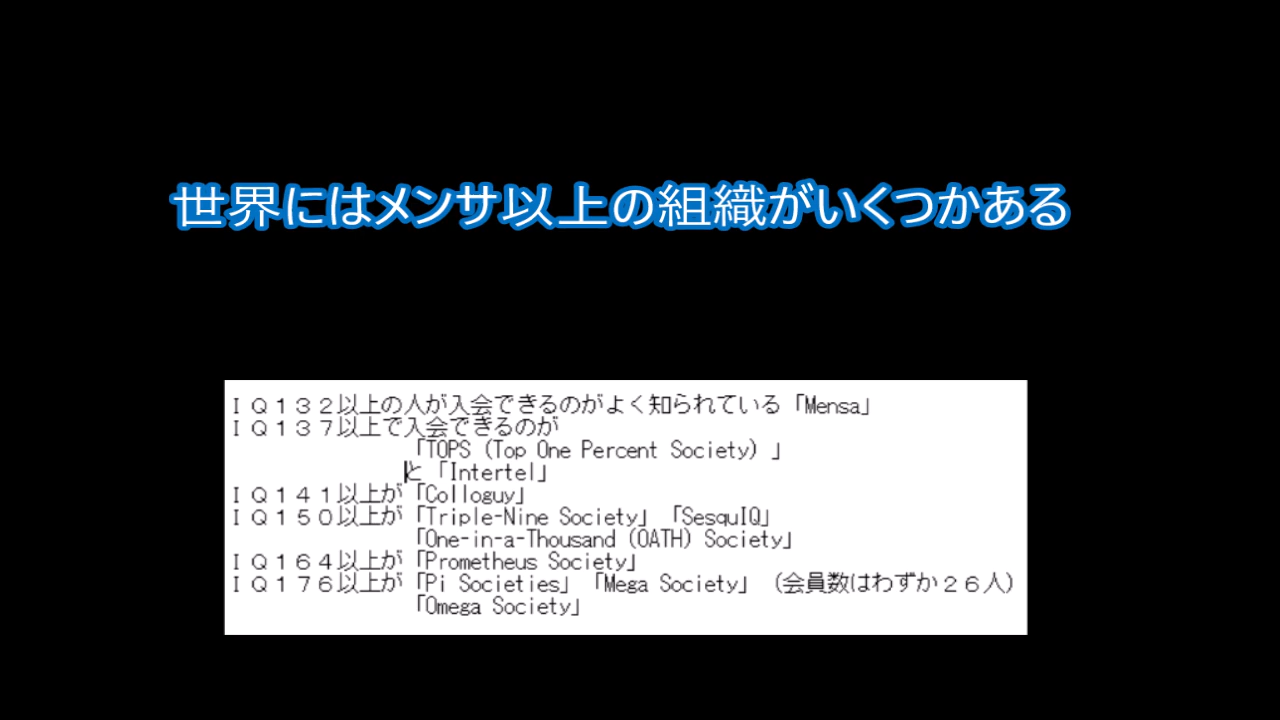 世界にはメンサ以上の組織がいくつかある
ＩＱ１３２以上の人が入会できるのがよく知られている「Mensa」
ＩＱ１３７以上で入会できるのが
「TOPS (Top One Percent Society) 」
と「Intertel」
ＩＱ１４１以上が「Colloguy」
ＩＱ１５０以上が「Triple-Nine Society」「SesquIQ」
「One-in-a-Thousand (OATH) Society」
ＩＱ１６４以上が「Prometheus Society」
ＩＱ１７６以上が「Pi Societies」「Mega Society」（会員数はわずか２６人）
「Omega Society」